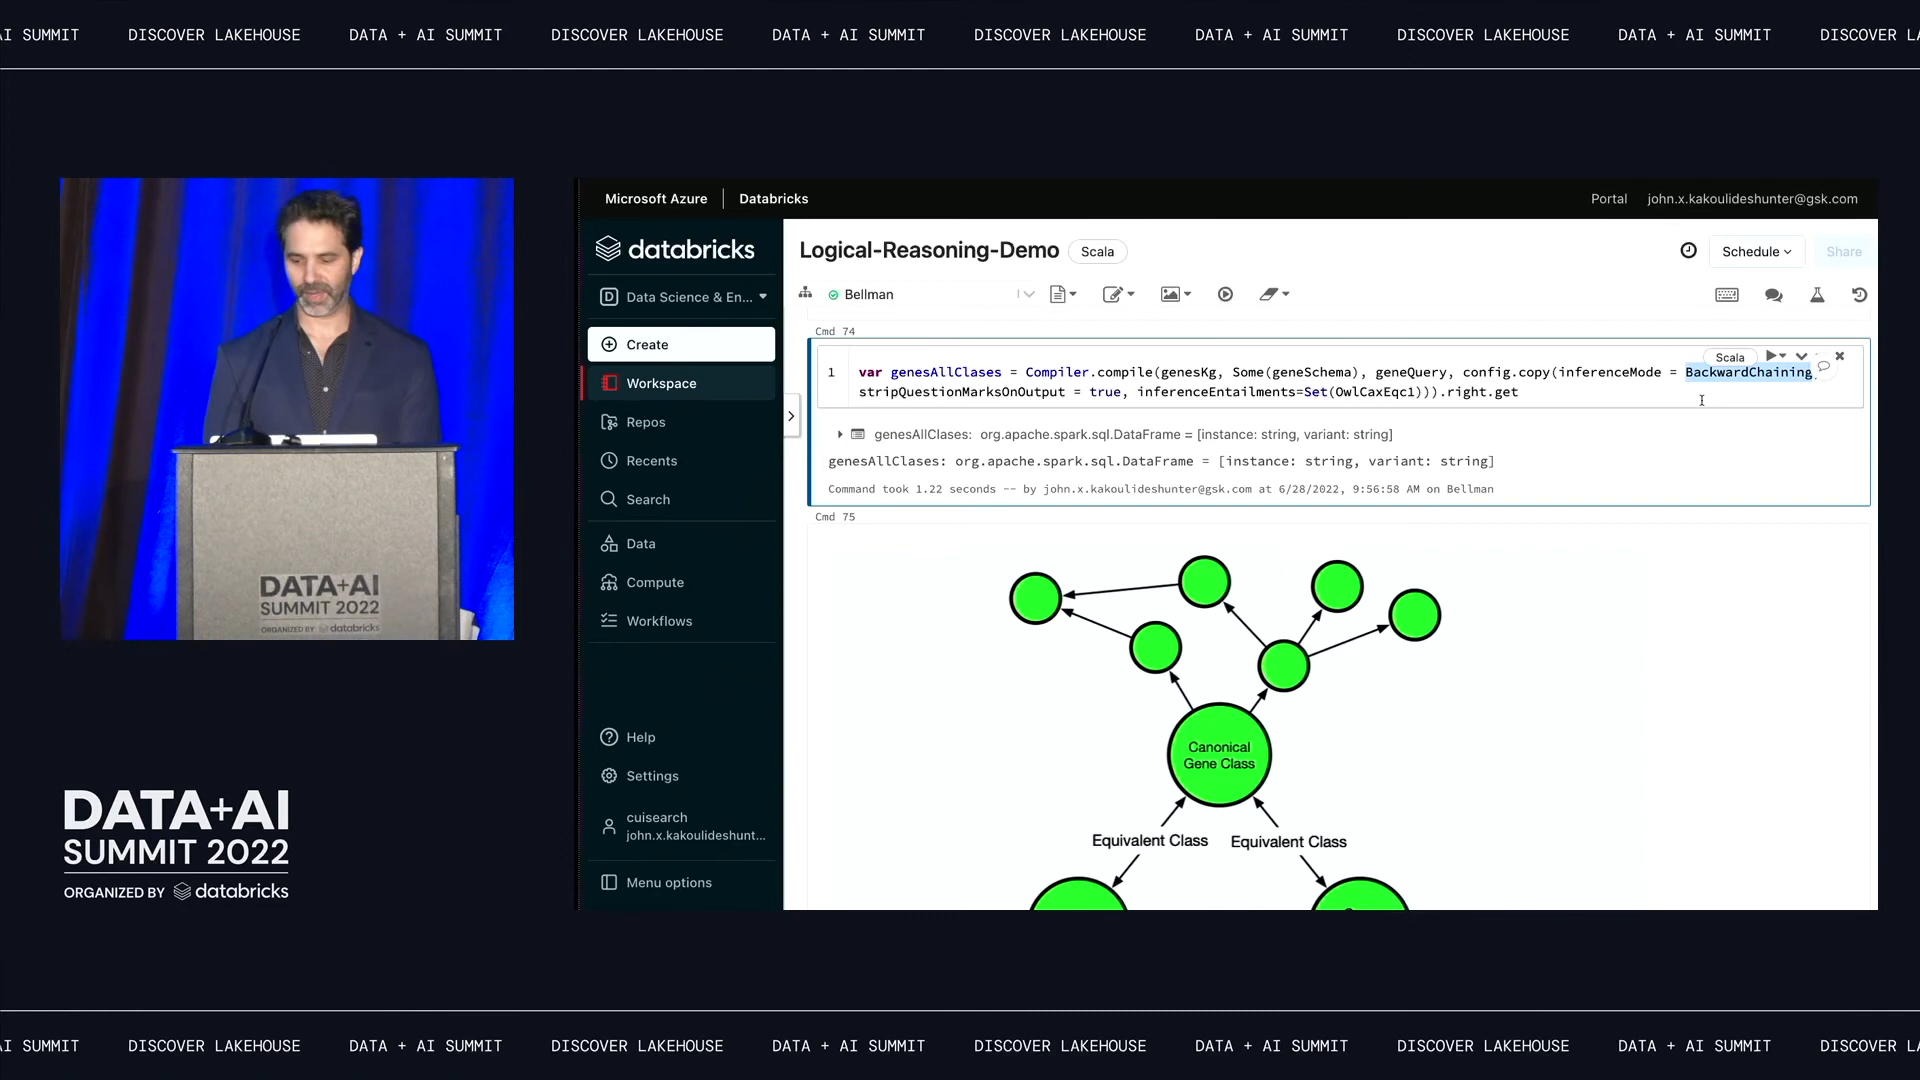 AI SUMMIT DISCOVER LAKEHOUSE DATA + AI SUMMIT DISCOVER LAKEHOUSE DATA + AI SUMMIT DISCOVER LAKEHOUSE DATA + AI SUMMIT DISCOVER LAKEHOUSE DATA + AI SUMMIT DISCOVER LA
Microsoft Azure Databricks Portal john.x.kakoulideshunter@gsk.com
databricks
Data Science & En...
Create
Workspace
Repos
Recents
Search
Data
Compute
Workflows
Help
Settings
cuisearch
john.x.kakoulideshunt...
Menu options
Logical-Reasoning-Demo Scala Schedule Share
Bellman
Cmd 74
Scala
1 var genesAllClases = Compiler.compile(genesKg, Some(geneSchema), geneQuery, config.copy(inferenceMode = BackwardChaining
stripQuestionMarksOnOutput = true, inferenceEntailments=Set(OwlCaxEqc1))).right.get
genesAllClases: org.apache.spark.sql.DataFrame = [instance: string, variant: string]
genesAllClases: org.apache.spark.sql.DataFrame = [instance: string, variant: string]
Command took 1.22 seconds -- by john.x.kakoulideshunter@gsk.com at 6/28/2022, 9:56:58 AM on Bellman
Cmd 75
Canonical
Gene Class
Equivalent Class Equivalent Class
DATA+AI
SUMMIT 2022
ORGANIZED BY databricks
DATA+AI
SUMMIT 2022
ORGANIZED BY databricks
AI SUMMIT DISCOVER LAKEHOUSE DATA + AI SUMMIT DISCOVER LAKEHOUSE DATA + AI SUMMIT DISCOVER LAKEHOUSE DATA + AI SUMMIT DISCOVER LAKEHOUSE DATA + AI SUMMIT DISCOVER LA